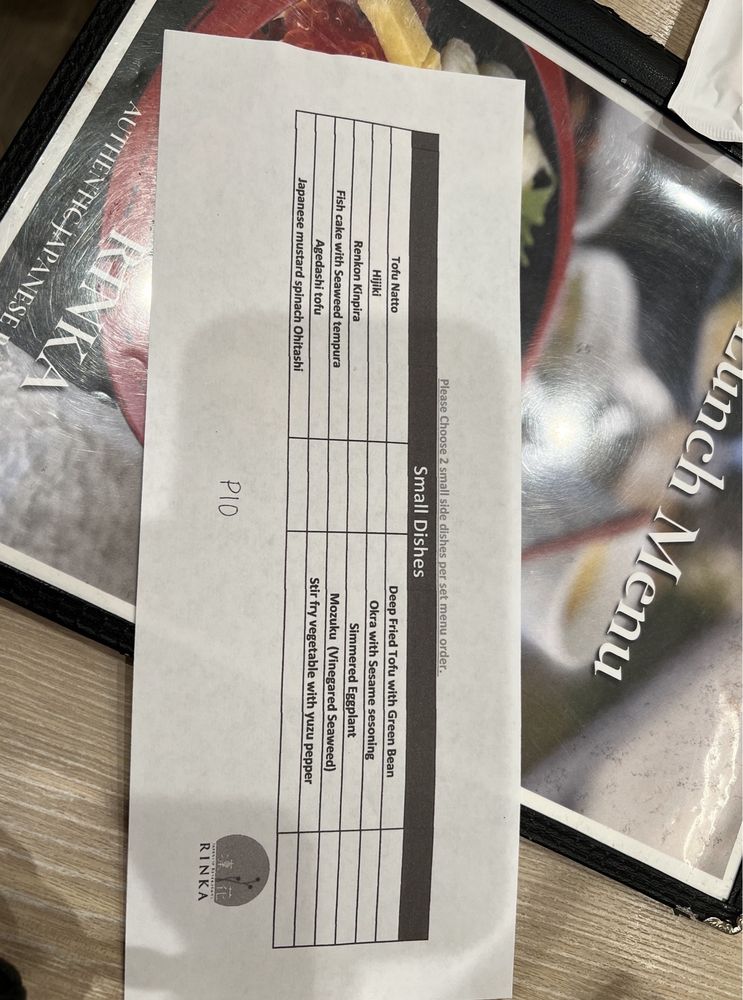 Please Choose 2 small side dishes per set menu order.
Small Dishes
Tofu Natto
Deep Fried Tofu with Green Bean
Hijiki
Okra with Sesame sesoning
Renkon Kinpira
Simmered Eggplant
Fish cake with Seaweed tempura
Mozuku (Vinegared Seaweed)
Agedashi tofu
Stir fry vegetable with yuzu pepper
Japanese mustard spinach Ohitashi
P10
RINKA
Lunch Menu
RINKA
AUTHENTIC JAPANESE